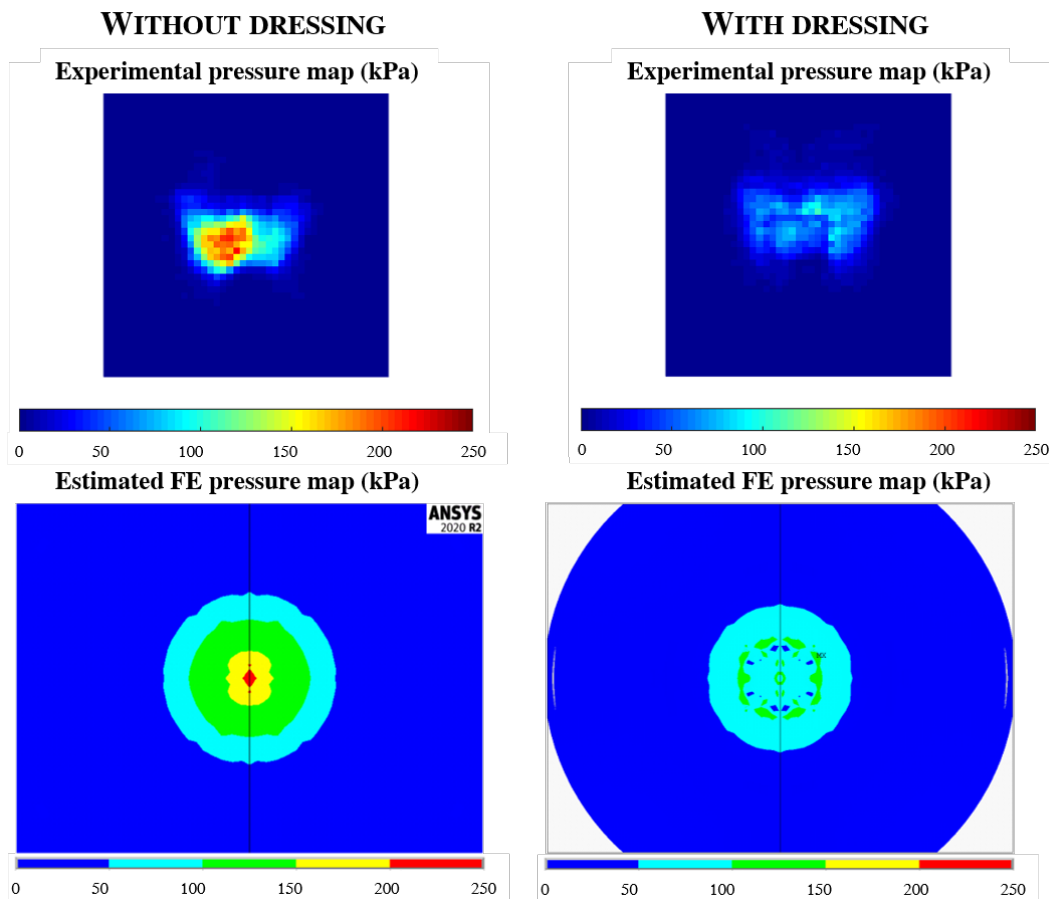 WITHOUT DRESSING
WITH DRESSING
Experimental pressure map (kPa)
Experimental pressure map (kPa)
0 50 100 150 200 250
0 50 100 150 200 250
Estimated FE pressure map (kPa)
Estimated FE pressure map (kPa)
ANSYS
2020 R2
MX
0 50 100 150 200 250
0 50 100 150 200 250